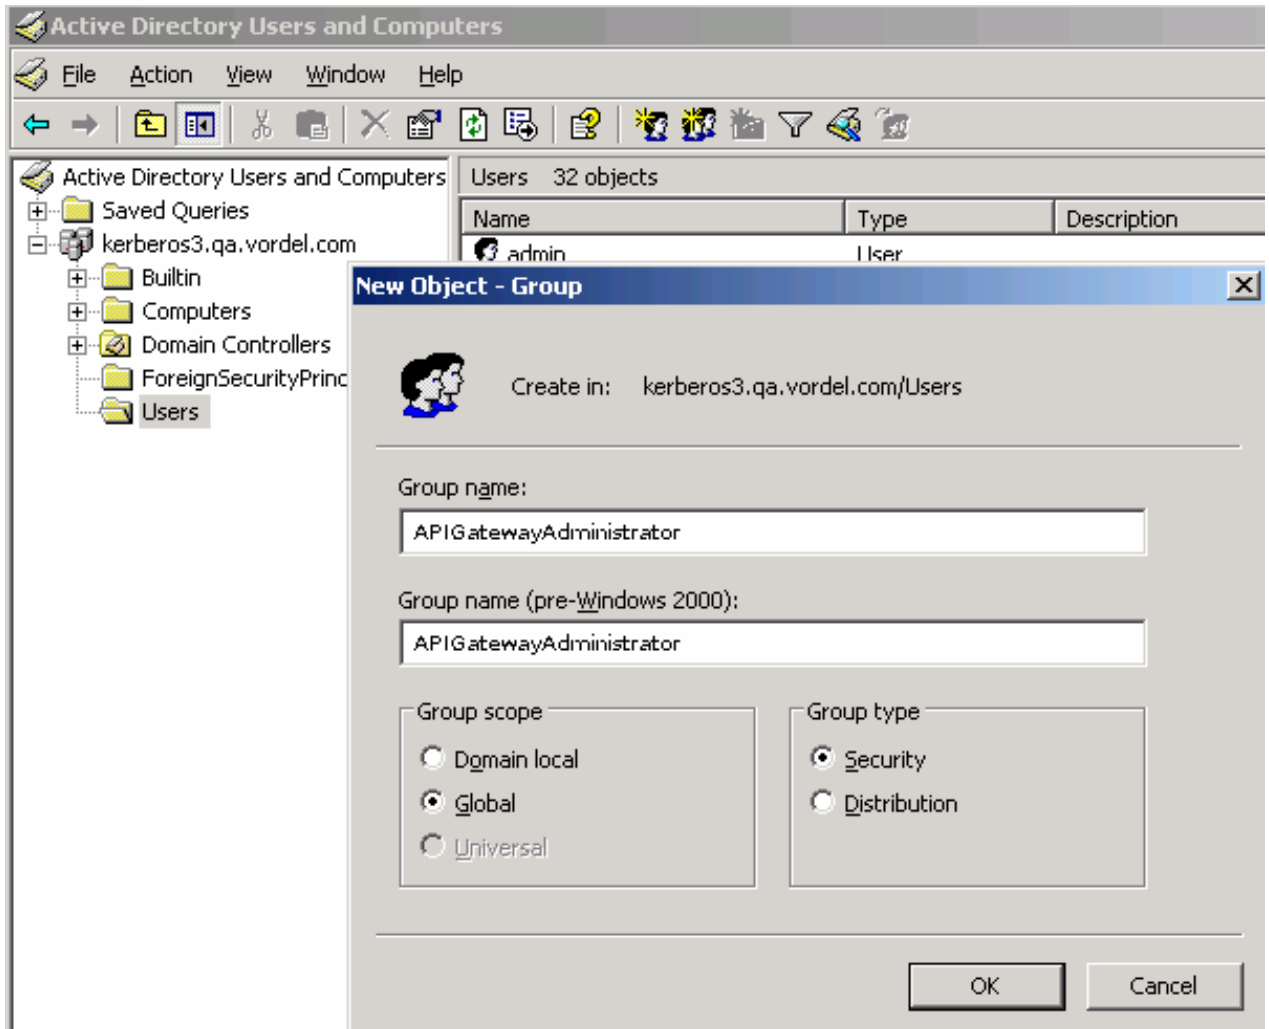 Active Directory Users and Computers
File Action View Window Help
Active Directory Users and Computers
Users 32 objects
Saved Queries
Name Type Description
kerberos3.qa.vordel.com
admin User
Builtin
New Object - Group
Computers
Domain Controllers
ForeignSecurityPrinc
Create in: kerberos3.qa.vordel.com/Users
Users
Group name:
APIGatewayAdministrator
Group name (pre-Windows 2000):
APIGatewayAdministrator
Group scope
Group type
Domain local
Security
Global
Distribution
Universal
OK Cancel